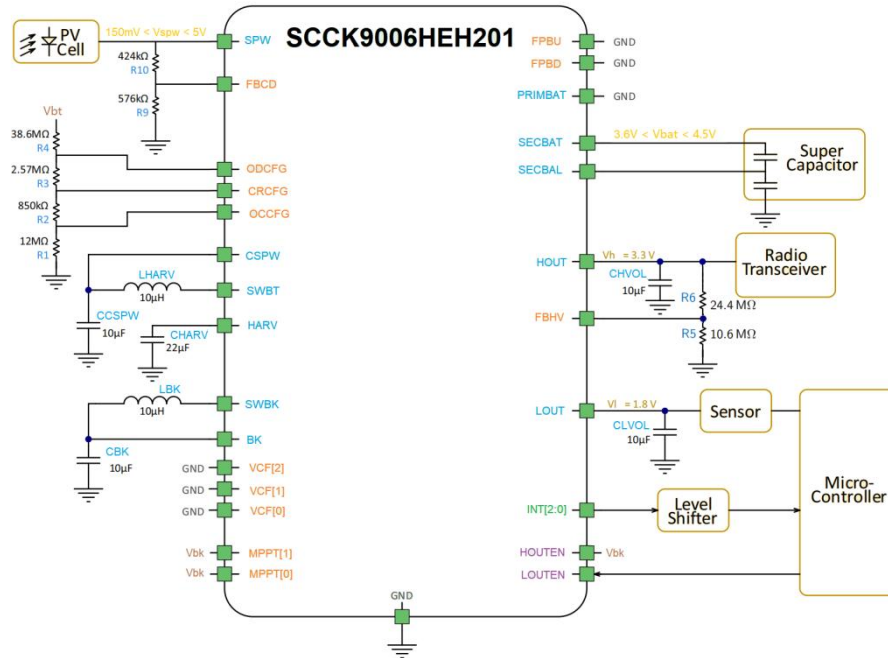 SCCK9006HEH201
PV
Cell
150mV < Vspw < 5V
SPW
424kΩ
R10
FBCD
576kΩ
R9
Vbt
38.6MΩ
R4
2.57MΩ
R3
850kΩ
R2
12MΩ
R1
ODCFG
CRCFG
OCCFG
CSPW
LHARV
10µH
SWBT
CCSPW
10µF
CHARV
22µF
HARV
LBK
10µH
SWBK
BK
CBK
10µF
GND
VCF[2]
GND
VCF[1]
GND
VCF[0]
Vbk
MPPT[1]
Vbk
MPPT[0]
GND
FPBU
GND
FPBD
GND
PRIMBAT
GND
SECBAT
3.6V < Vbat < 4.5V
SECBAL
Super
Capacitor
HOUT
Vh = 3.3 V
CHVOL
10µF
Radio
Transceiver
R6
24.4 MΩ
FBHV
R5
10.6 MΩ
LOUT
Vl = 1.8 V
CLVOL
10µF
Sensor
Micro-
Controller
INT[2:0]
Level
Shifter
HOUTEN
Vbk
LOUTEN